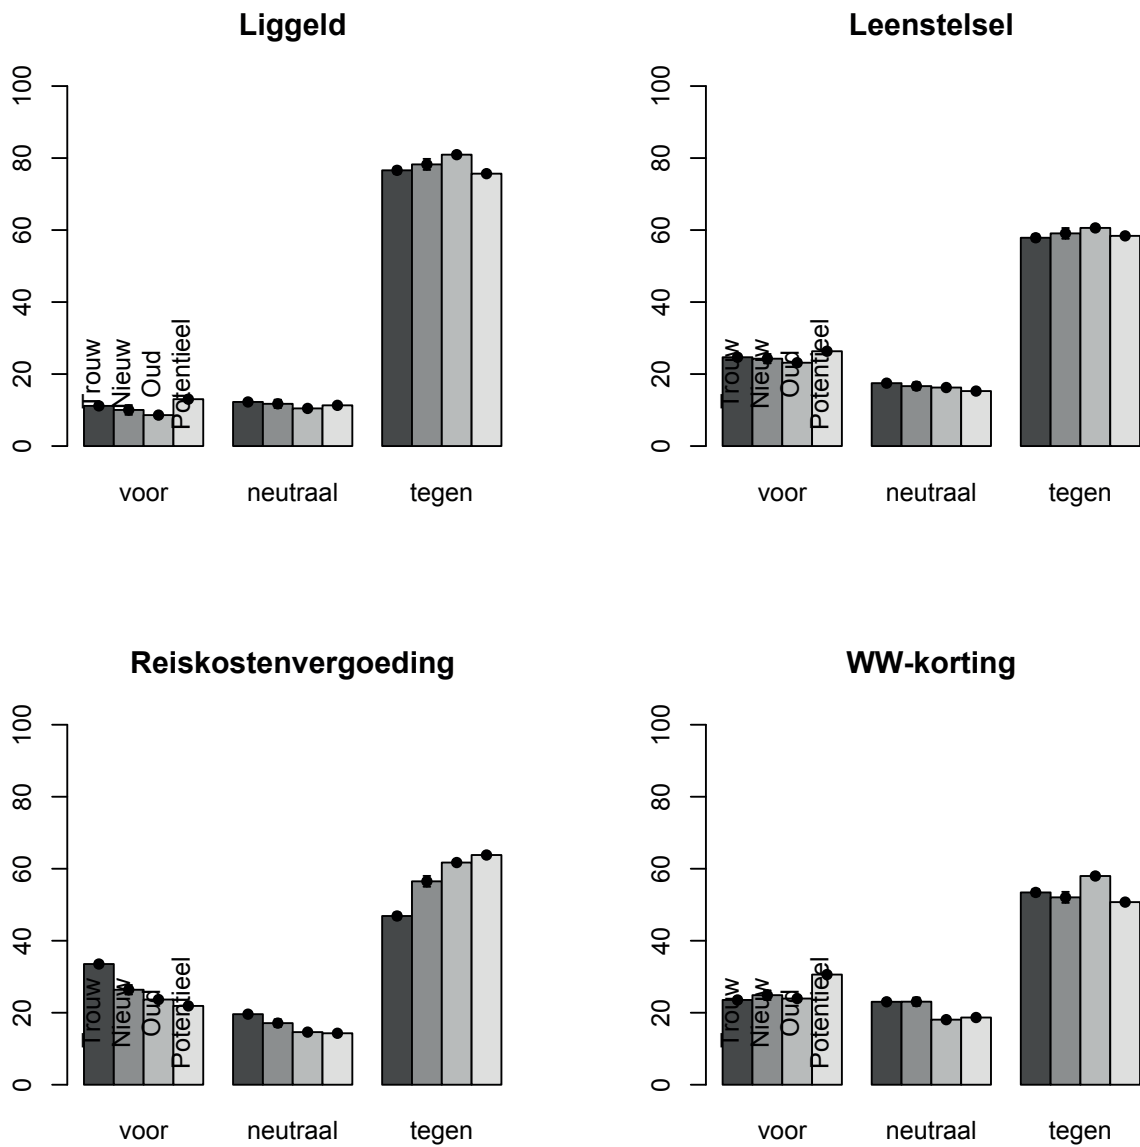 Liggeld
100
80
60
40
20
0
Trouw
Nieuw
Oud
Potentieel
voor neutraal tegen
Leenstelsel
100
80
60
40
20
0
Trouw
Nieuw
Oud
Potentieel
voor neutraal tegen
Reiskostenvergoeding
100
80
60
40
20
0
Trouw
Nieuw
Oud
Potentieel
voor neutraal tegen
WW-korting
100
80
60
40
20
0
Trouw
Nieuw
Oud
Potentieel
voor neutraal tegen